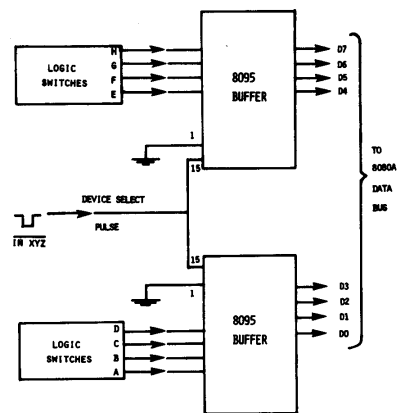 H
LOGIC
SWITCHES
G
F
E
8095
BUFFER
D7
D6
D5
D4
1
15
TO
8080A
DATA
BUS
DEVICE SELECT
PULSE
IN XYZ
15
1
8095
BUFFER
D3
D2
D1
D0
LOGIC
SWITCHES
D
C
B
A